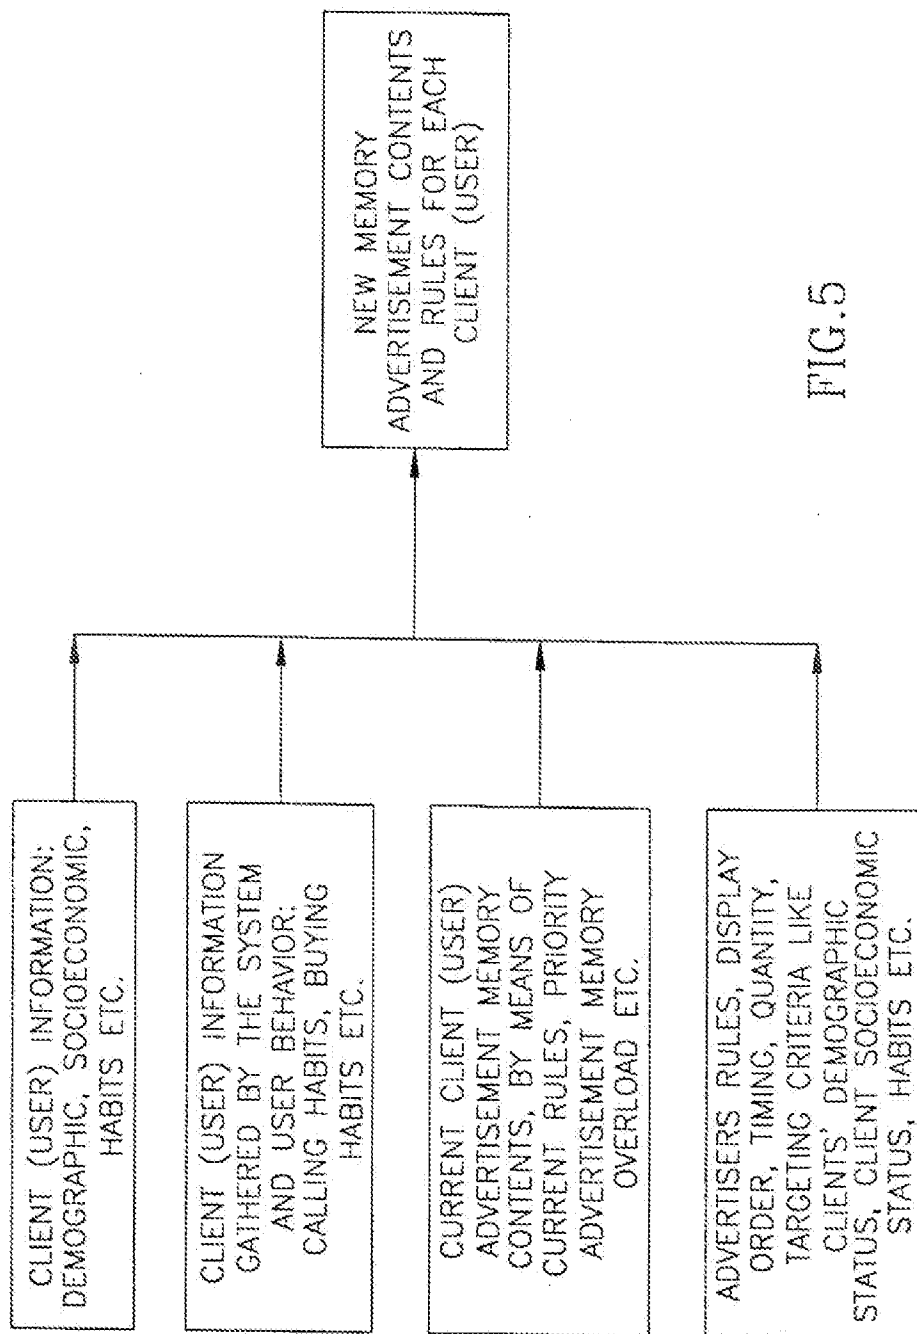 CLIENT (USER) INFORMATION:
DEMOGRAPHIC, SOCIOECONOMIC,
HABITS ETC.
CLIENT (USER) INFORMATION
GATHERED BY THE SYSTEM
AND USER BEHAVIOR:
CALLING HABITS, BUYING
HABITS ETC.
CURRENT CLIENT (USER)
ADVERTISEMENT MEMORY
CONTENTS, BY MEANS OF
CURRENT RULES, PRIORITY
ADVERTISEMENT MEMORY
OVERLOAD ETC.
ADVERTISERS RULES, DISPLAY
ORDER, TIMING, QUANTITY,
TARGETING CRITERIA LIKE
CLIENTS' DEMOGRAPHIC
STATUS, CLIENT SOCIOECONOMIC
STATUS, HABITS ETC.
NEW MEMORY
ADVERTISEMENT CONTENTS
AND RULES FOR EACH
CLIENT (USER)
FIG.5